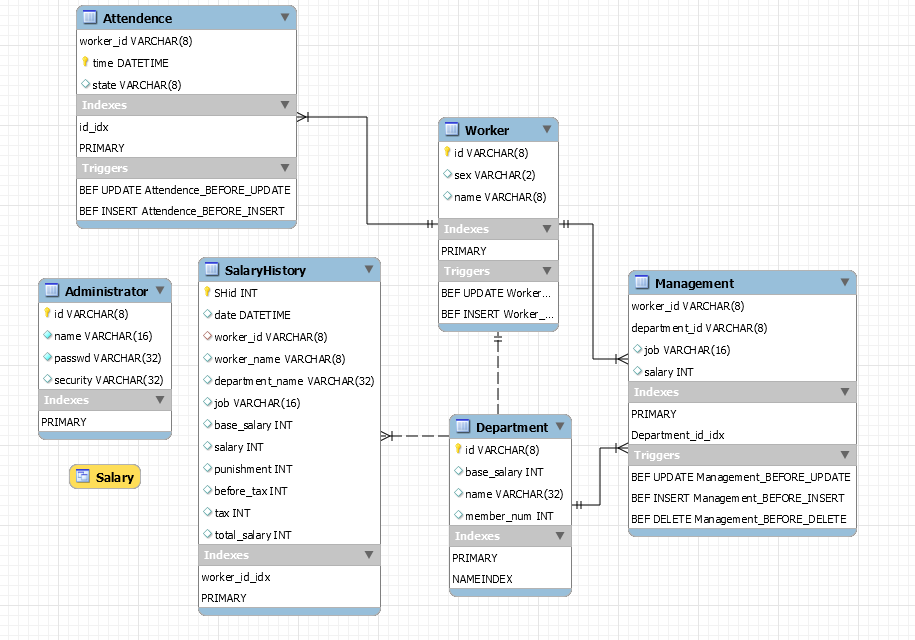 Attendence
worker_id VARCHAR(8)
time DATETIME
state VARCHAR(8)
Indexes
id_idx
PRIMARY
Triggers
BEF UPDATE Attendence_BEFORE_UPDATE
BEF INSERT Attendence_BEFORE_INSERT
Worker
id VARCHAR(8)
sex VARCHAR(2)
name VARCHAR(8)
Indexes
PRIMARY
Triggers
BEF UPDATE Worker...
BEF INSERT Worker_...
Administrator
id VARCHAR(8)
name VARCHAR(16)
passwd VARCHAR(32)
security VARCHAR(32)
Indexes
PRIMARY
Salary
SalaryHistory
SHid INT
date DATETIME
worker_id VARCHAR(8)
worker_name VARCHAR(8)
department_name VARCHAR(32)
job VARCHAR(16)
base_salary INT
salary INT
punishment INT
before_tax INT
tax INT
total_salary INT
Indexes
worker_id_idx
PRIMARY
Department
id VARCHAR(8)
base_salary INT
name VARCHAR(32)
member_num INT
Indexes
PRIMARY
NAMEINDEX
Management
worker_id VARCHAR(8)
department_id VARCHAR(8)
job VARCHAR(16)
salary INT
Indexes
PRIMARY
Department_id_idx
Triggers
BEF UPDATE Management_BEFORE_UPDATE
BEF INSERT Management_BEFORE_INSERT
BEF DELETE Management_BEFORE_DELETE